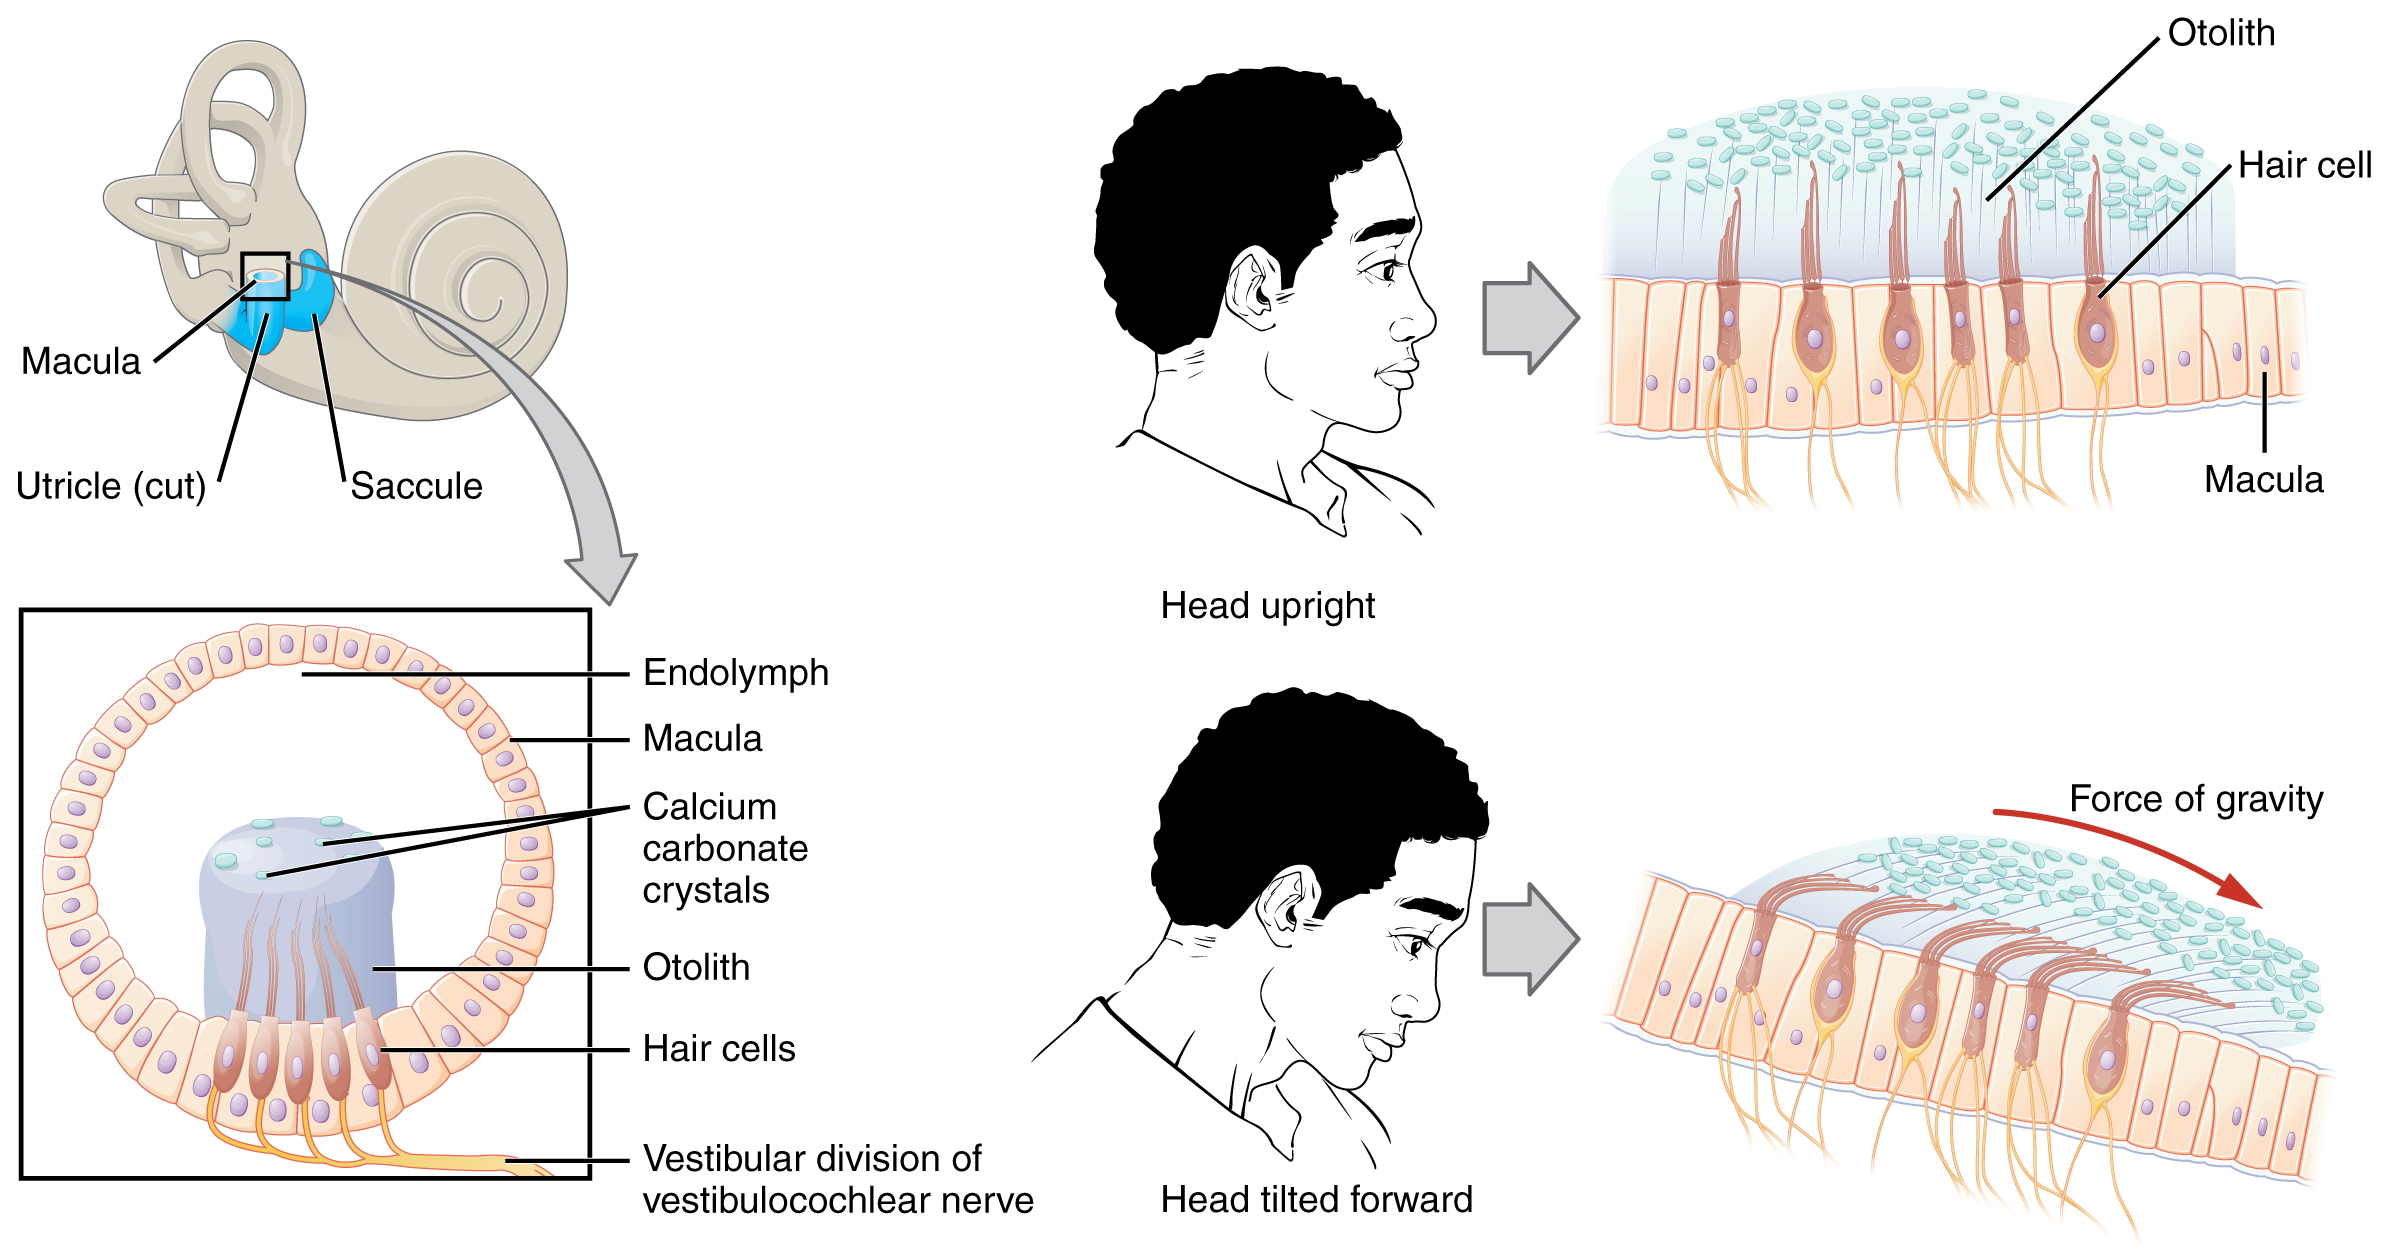 Macula
Utricle (cut)
Saccule
Endolymph
Macula
Calcium
carbonate
crystals
Otolith
Hair cells
Vestibular division of
vestibulocochlear nerve
Head upright
Otolith
Hair cell
Macula
Head tilted forward
Force of gravity